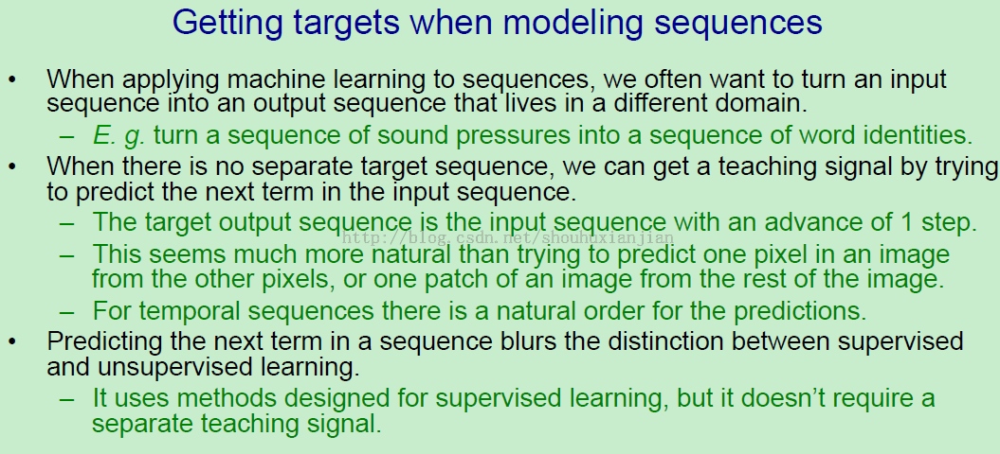 Getting targets when modeling sequences
• When applying machine learning to sequences, we often want to turn an input
sequence into an output sequence that lives in a different domain.
– E. g. turn a sequence of sound pressures into a sequence of word identities.
• When there is no separate target sequence, we can get a teaching signal by trying
to predict the next term in the input sequence.
– The target output sequence is the input sequence with an advance of 1 step.
http://blog.csdn.net/shouhuxianjian
– This seems much more natural than trying to predict one pixel in an image
from the other pixels, or one patch of an image from the rest of the image.
– For temporal sequences there is a natural order for the predictions.
• Predicting the next term in a sequence blurs the distinction between supervised
and unsupervised learning.
– It uses methods designed for supervised learning, but it doesn’t require a
separate teaching signal.